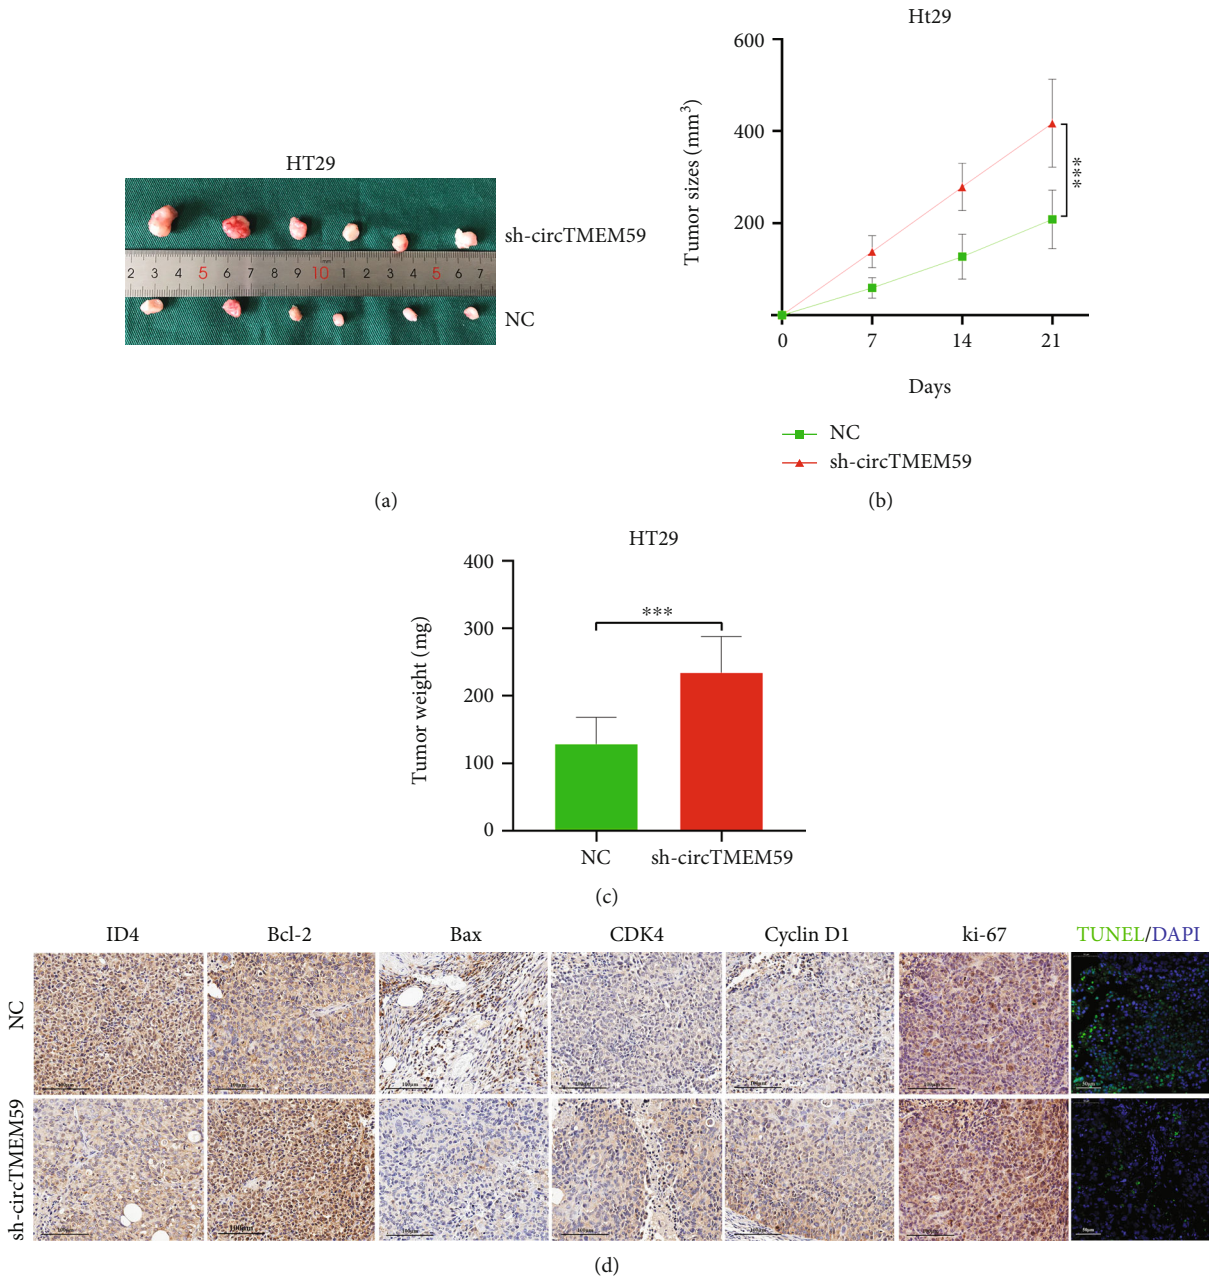 HT29
sh-circTMEM59
2 3 4 5 6 7 8 9 10 1 2 3 4 5 6 7
NC
(a)
Ht29
Tumor sizes (mm³)
600
400
200
0 7 14 21
***
Days
NC
sh-circTMEM59
(b)
HT29
Tumor weight (mg)
400
300
200
100
0
***
NC sh-circTMEM59
(c)
ID4 Bcl-2 Bax CDK4 Cyclin D1 ki-67 TUNEL/DAPI
NC
sh-circTMEM59
100μm
(d)